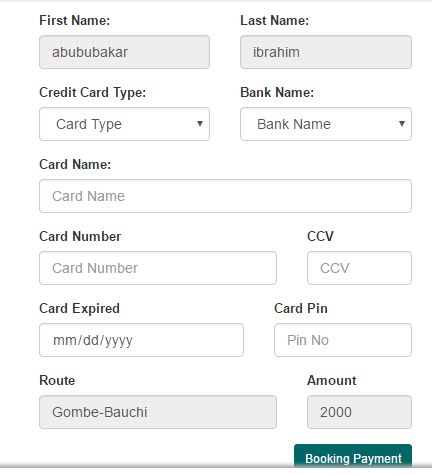 First Name: Last Name:
abububakar ibrahim
Credit Card Type: Bank Name:
Card Type Bank Name
Card Name:
Card Name
Card Number CCV
Card Number CCV
Card Expired Card Pin
mm/dd/yyyy Pin No
Route Amount
Gombe-Bauchi 2000
Booking Payment